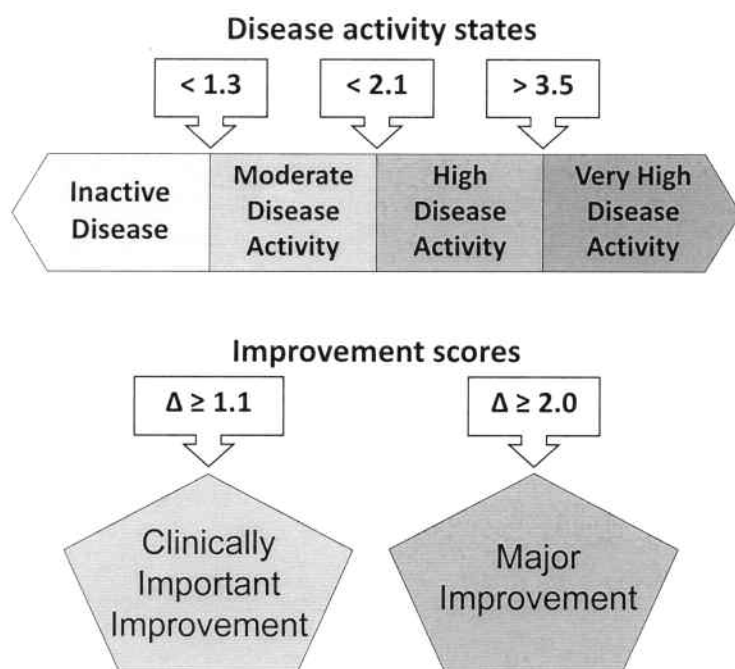 Disease activity states
< 1.3
< 2.1
> 3.5
Inactive
Disease
Moderate
Disease
Activity
High
Disease
Activity
Very High
Disease
Activity
Improvement scores
Δ ≥ 1.1
Δ ≥ 2.0
Clinically
Important
Improvement
Major
Improvement